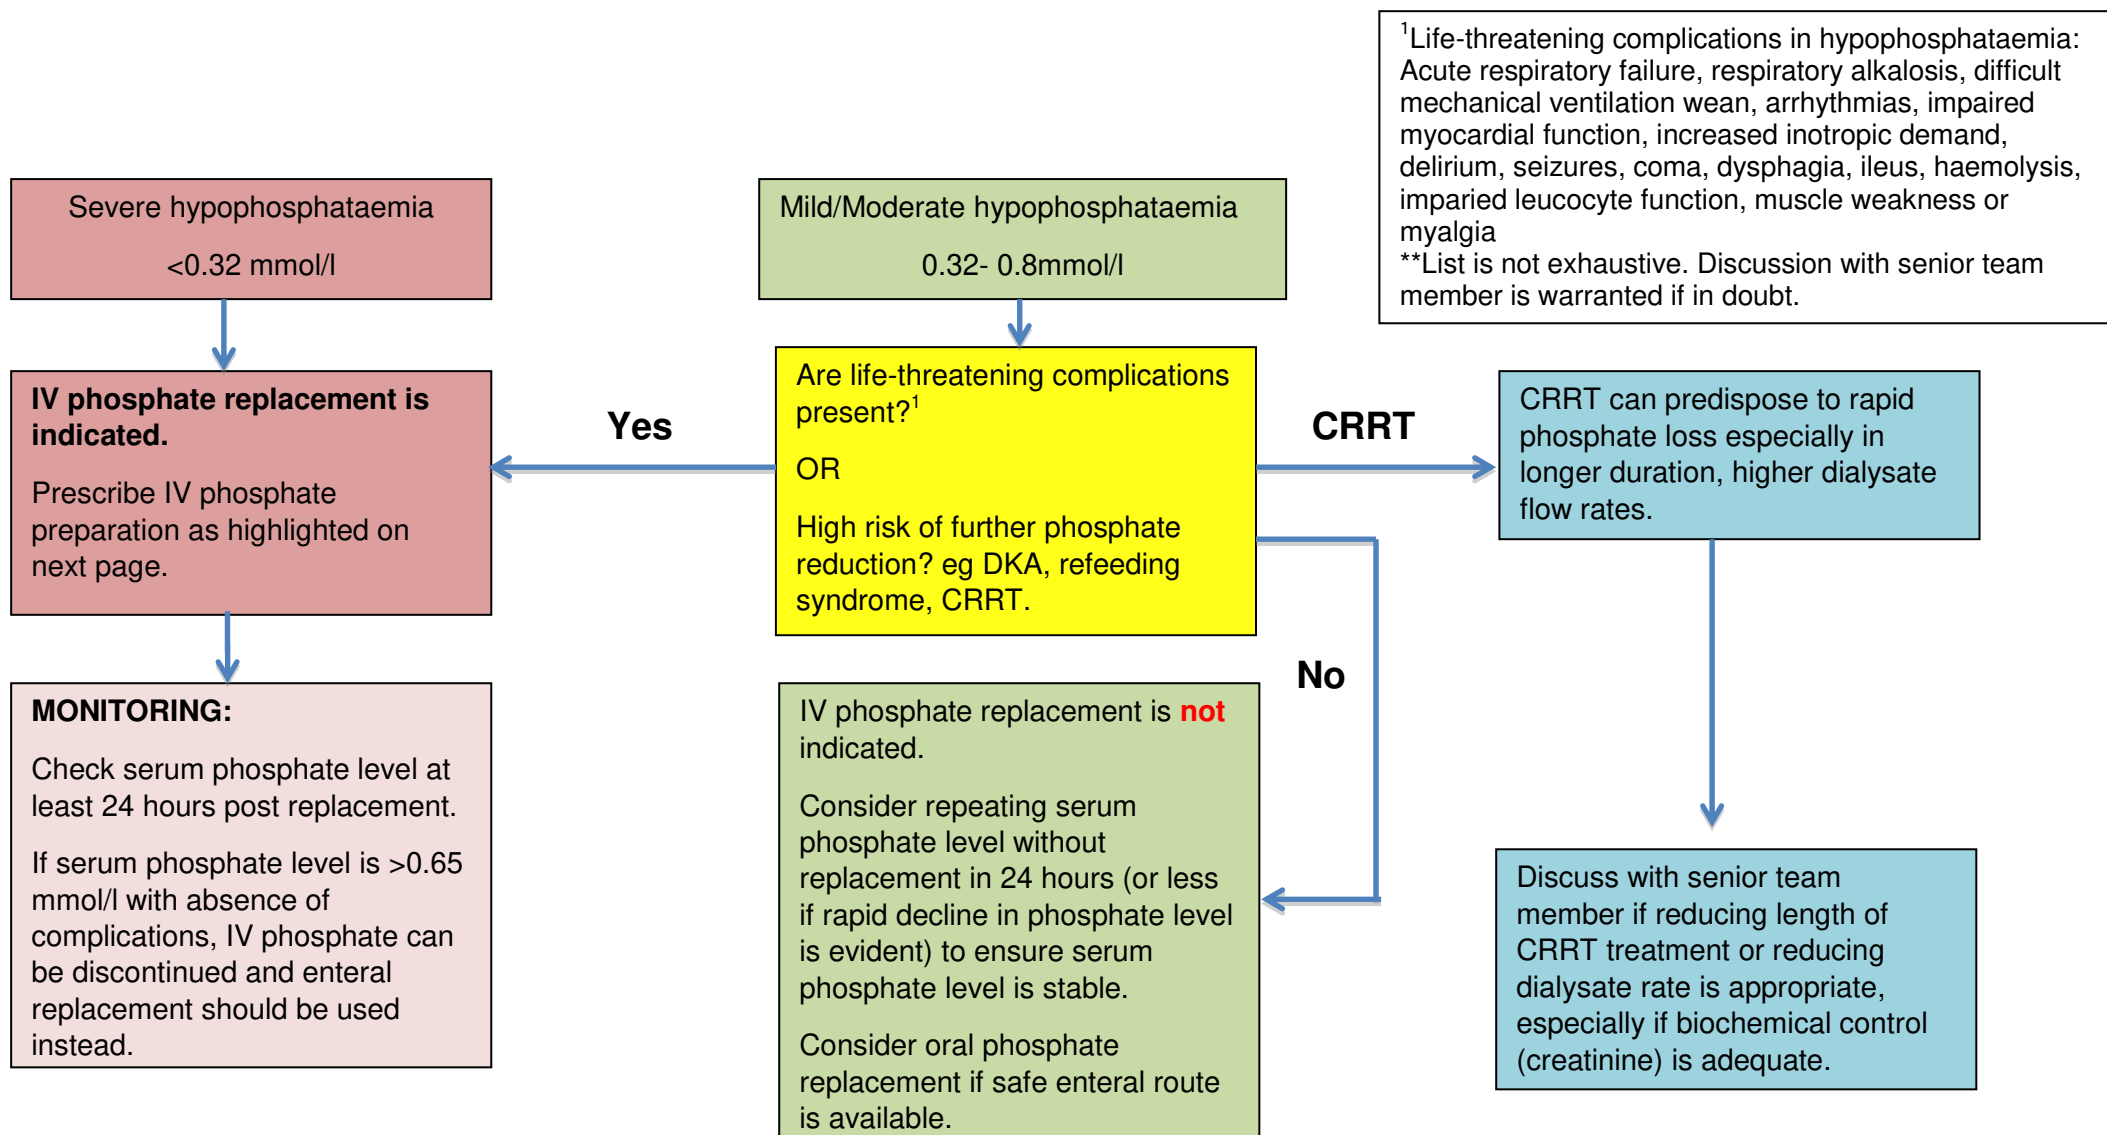 ¹Life-threatening complications in hypophosphataemia:
Acute respiratory failure, respiratory alkalosis, difficult
mechanical ventilation wean, arrhythmias, impaired
myocardial function, increased inotropic demand,
delirium, seizures, coma, dysphagia, ileus, haemolysis,
imparied leucocyte function, muscle weakness or
myalgia
**List is not exhaustive. Discussion with senior team
member is warranted if in doubt.
Severe hypophosphataemia
<0.32 mmol/l
Mild/Moderate hypophosphataemia
0.32- 0.8mmol/l
IV phosphate replacement is
indicated.
Prescribe IV phosphate
preparation as highlighted on
next page.
Yes
Are life-threatening complications
present?¹
OR
High risk of further phosphate
reduction? eg DKA, refeeding
syndrome, CRRT.
CRRT
CRRT can predispose to rapid
phosphate loss especially in
longer duration, higher dialysate
flow rates.
No
MONITORING:
Check serum phosphate level at
least 24 hours post replacement.
If serum phosphate level is >0.65
mmol/l with absence of
complications, IV phosphate can
be discontinued and enteral
replacement should be used
instead.
IV phosphate replacement is not
indicated.
Consider repeating serum
phosphate level without
replacement in 24 hours (or less
if rapid decline in phosphate level
is evident) to ensure serum
phosphate level is stable.
Consider oral phosphate
replacement if safe enteral route
is available.
Discuss with senior team
member if reducing length of
CRRT treatment or reducing
dialysate rate is appropriate,
especially if biochemical control
(creatinine) is adequate.